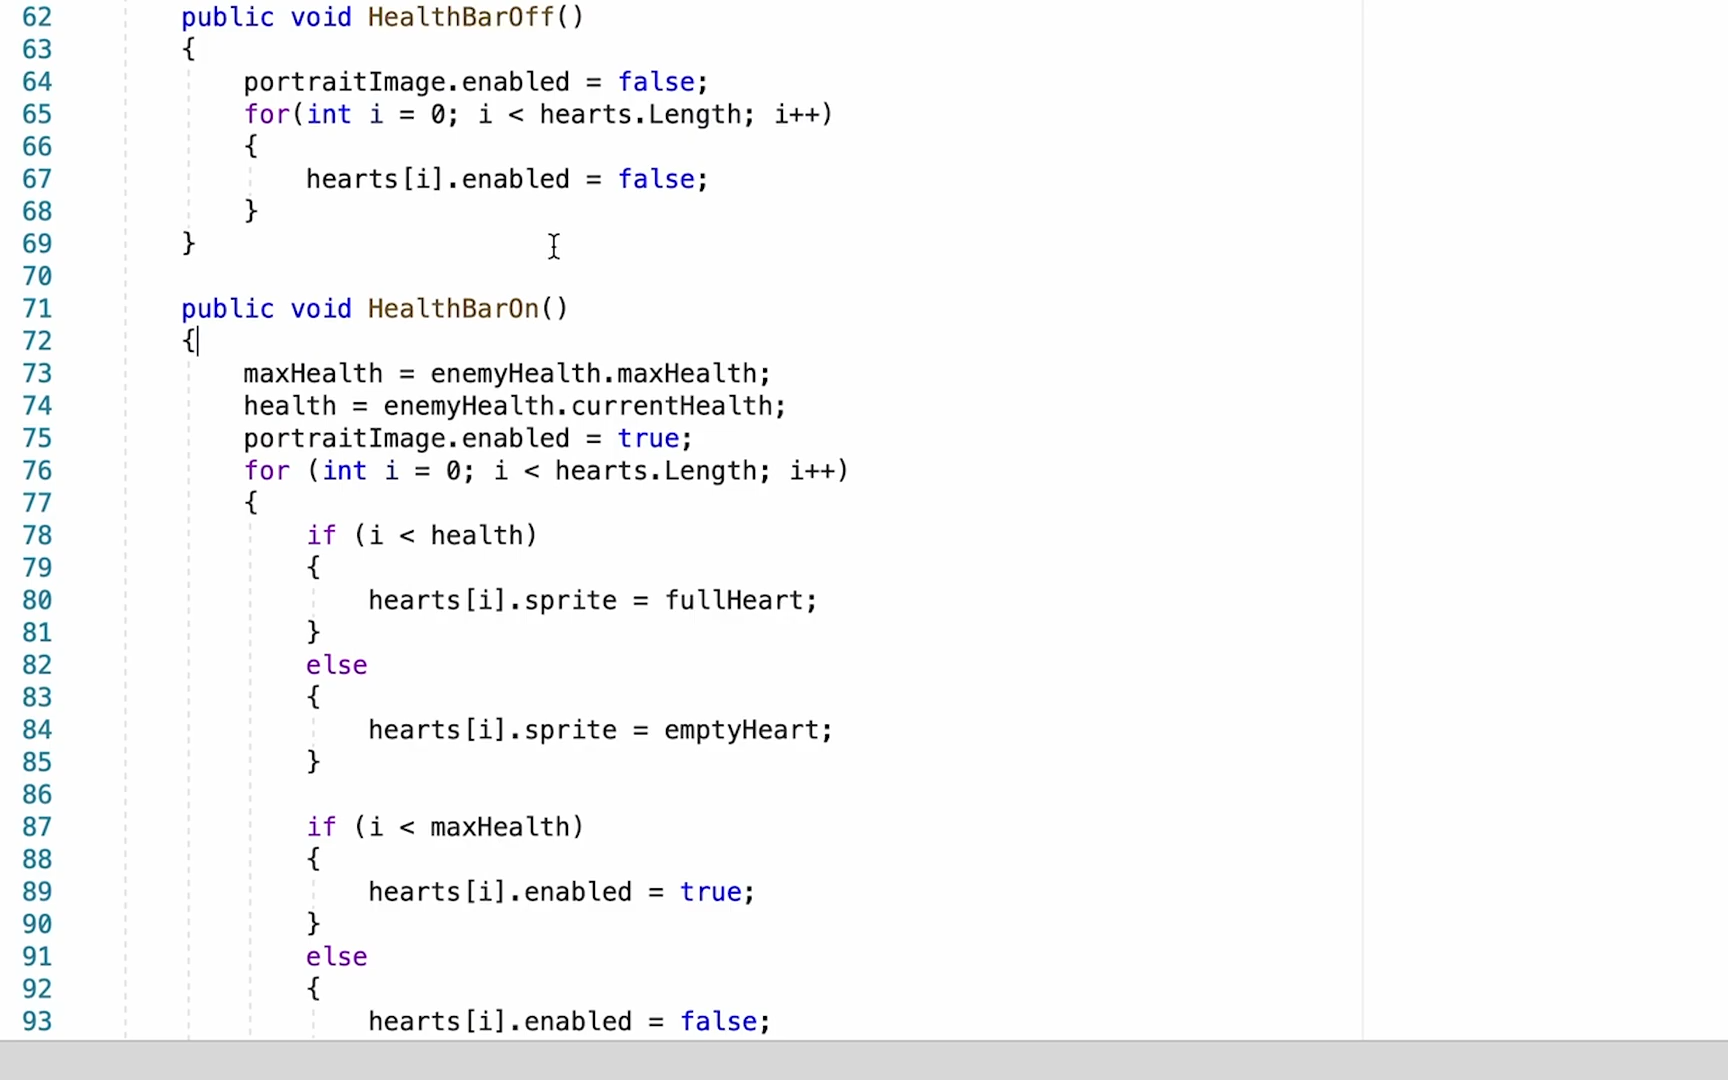 62 public void HealthBarOff()
63 {
64 portraitImage.enabled = false;
65 for(int i = 0; i < hearts.Length; i++)
66 {
67 hearts[i].enabled = false;
68 }
69 }
70
71 public void HealthBarOn()
72 {
73 maxHealth = enemyHealth.maxHealth;
74 health = enemyHealth.currentHealth;
75 portraitImage.enabled = true;
76 for (int i = 0; i < hearts.Length; i++)
77 {
78 if (i < health)
79 {
80 hearts[i].sprite = fullHeart;
81 }
82 else
83 {
84 hearts[i].sprite = emptyHeart;
85 }
86
87 if (i < maxHealth)
88 {
89 hearts[i].enabled = true;
90 }
91 else
92 {
93 hearts[i].enabled = false;